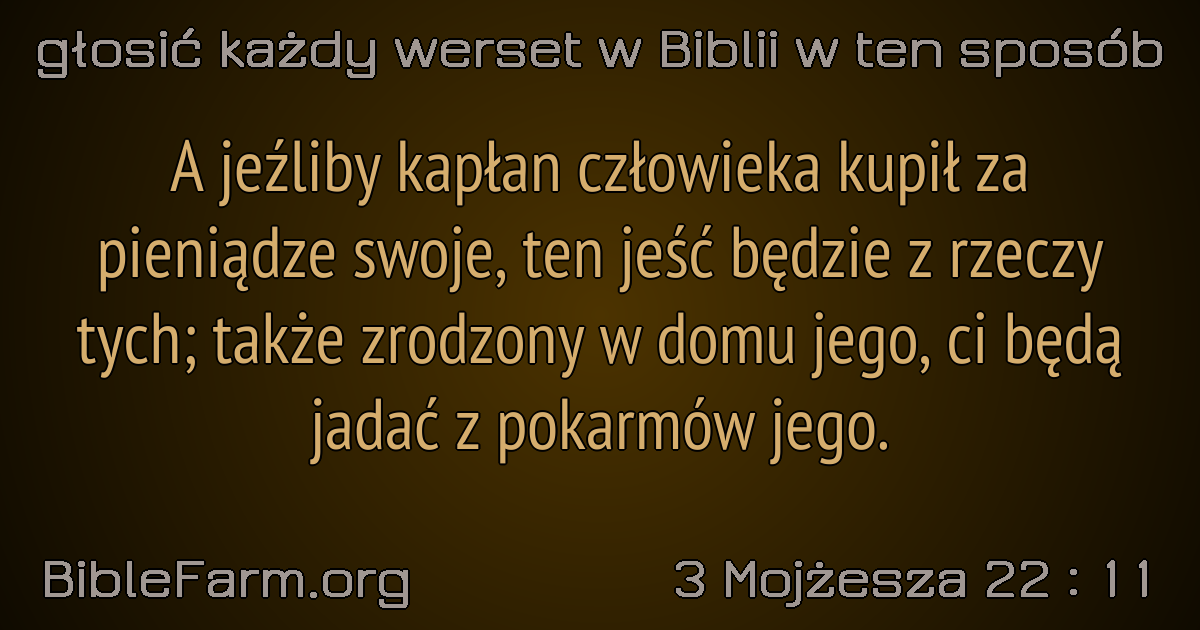 głosić każdy werset w Biblii w ten sposób
A jeźliby kapłan człowieka kupił za
pieniądze swoje, ten jeść będzie z rzeczy
tych; także zrodzony w domu jego, ci będą
jadać z pokarmów jego.
BibleFarm.org
3 Mojżesza 22 : 11